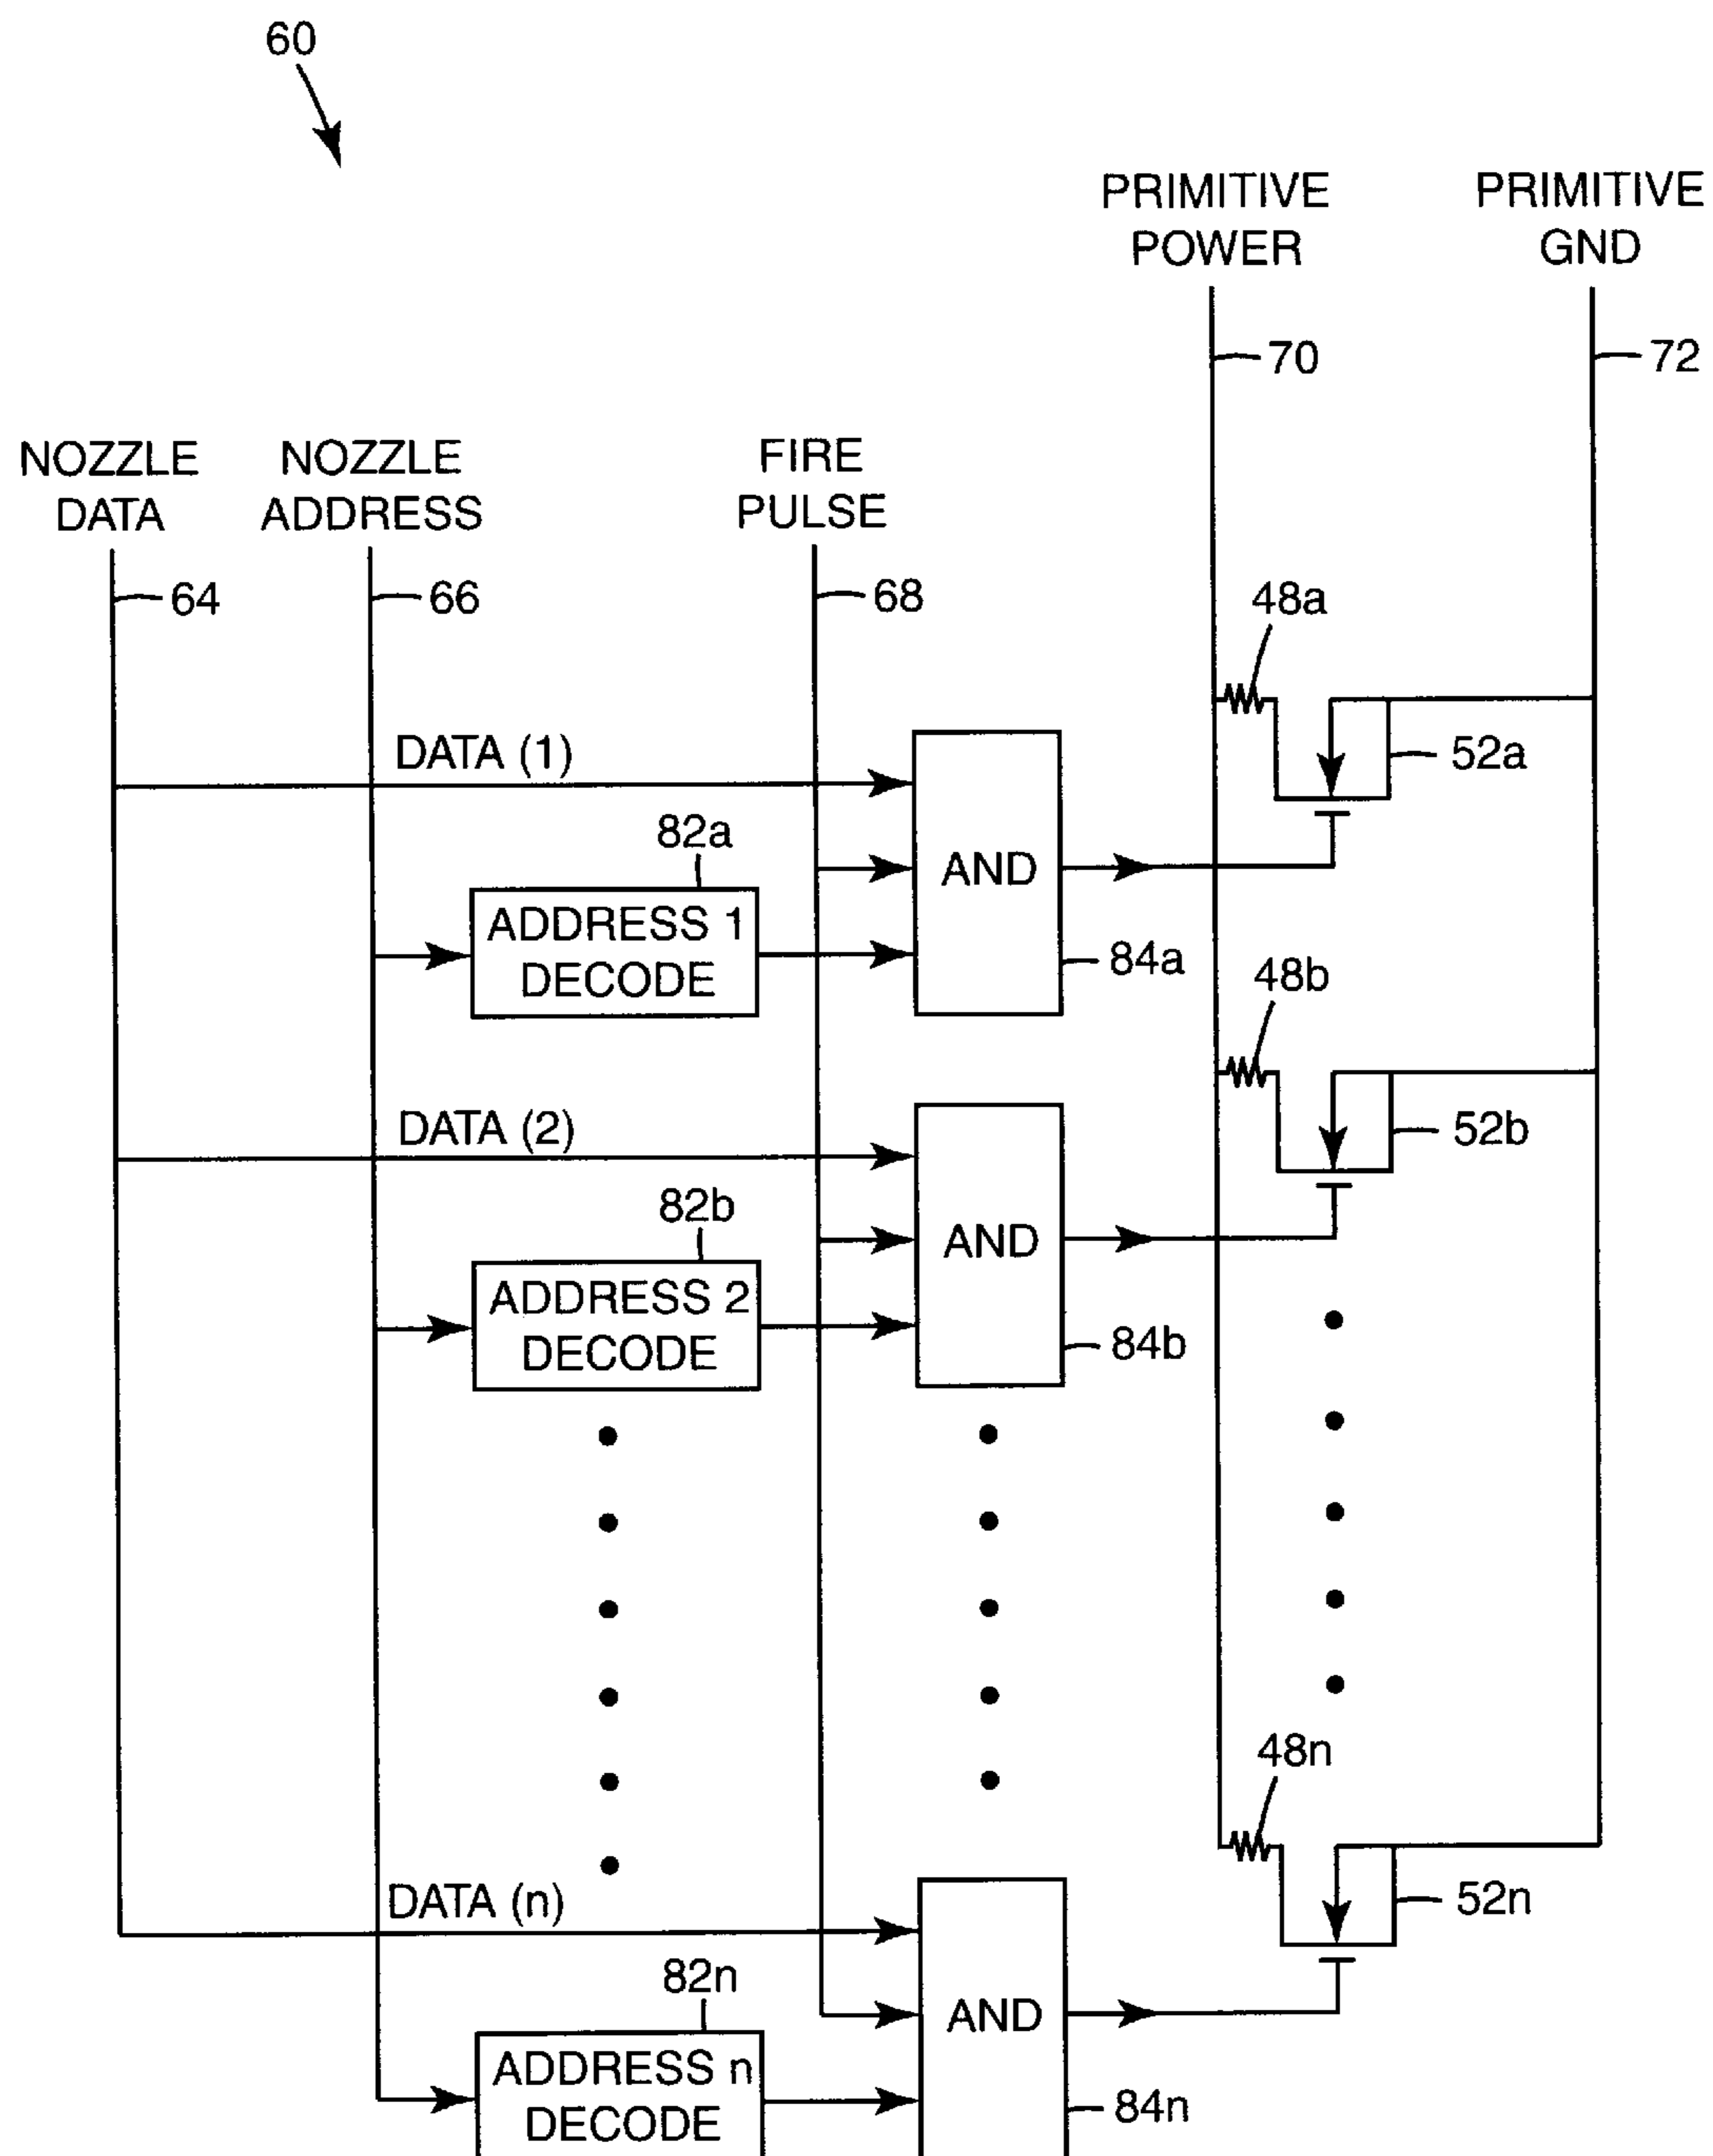 60
PRIMITIVE
POWER
PRIMITIVE
GND
70
72
NOZZLE
DATA
NOZZLE
ADDRESS
FIRE
PULSE
64
66
68
48a
DATA (1)
52a
82a
AND
ADDRESS 1
DECODE
84a
48b
DATA (2)
52b
82b
AND
ADDRESS 2
DECODE
84b
48n
DATA (n)
52n
82n
AND
ADDRESS n
DECODE
84n